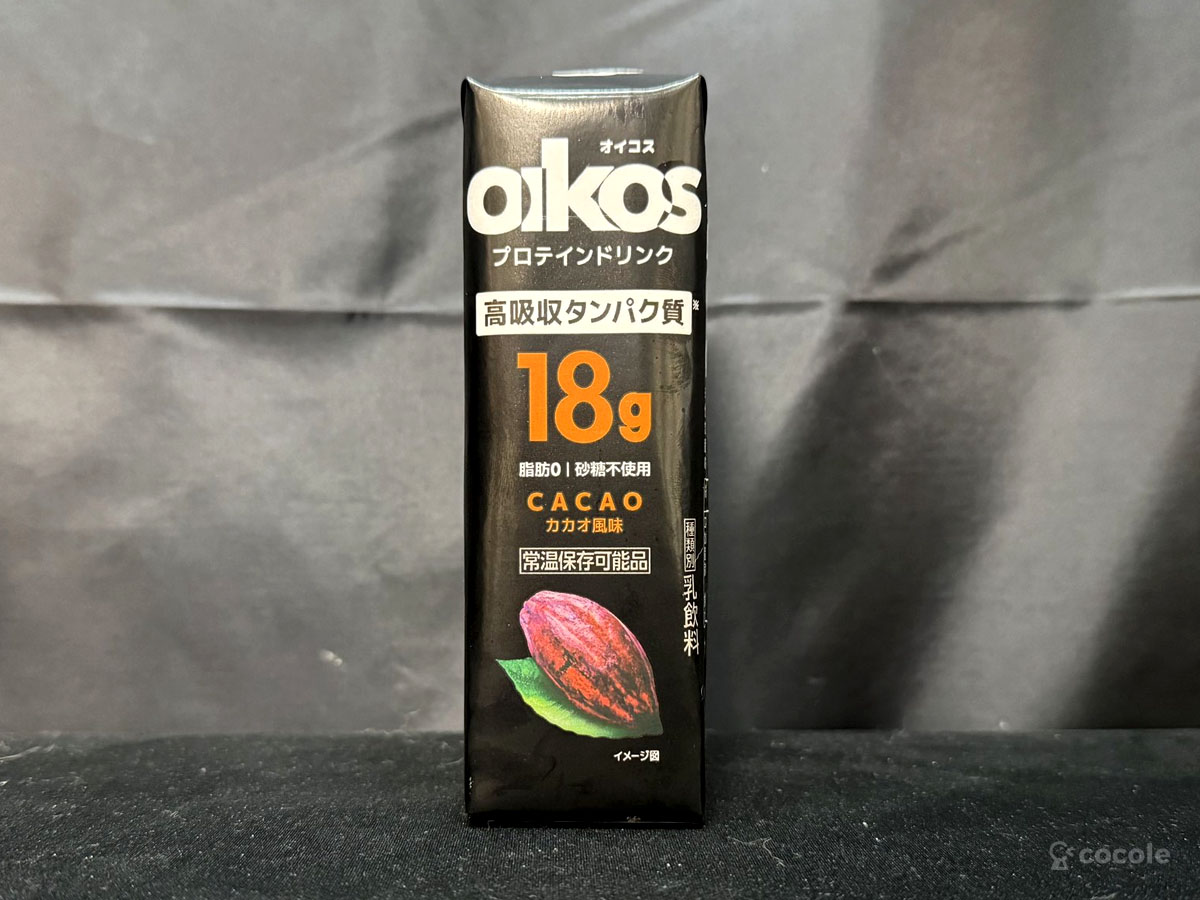 オイコス
oikos
プロテインドリンク
高吸収タンパク質※
18g
脂肪0 | 砂糖不使用
CACAO
カカオ風味
常温保存可能品
種類別
乳飲料
イメージ図
cocole